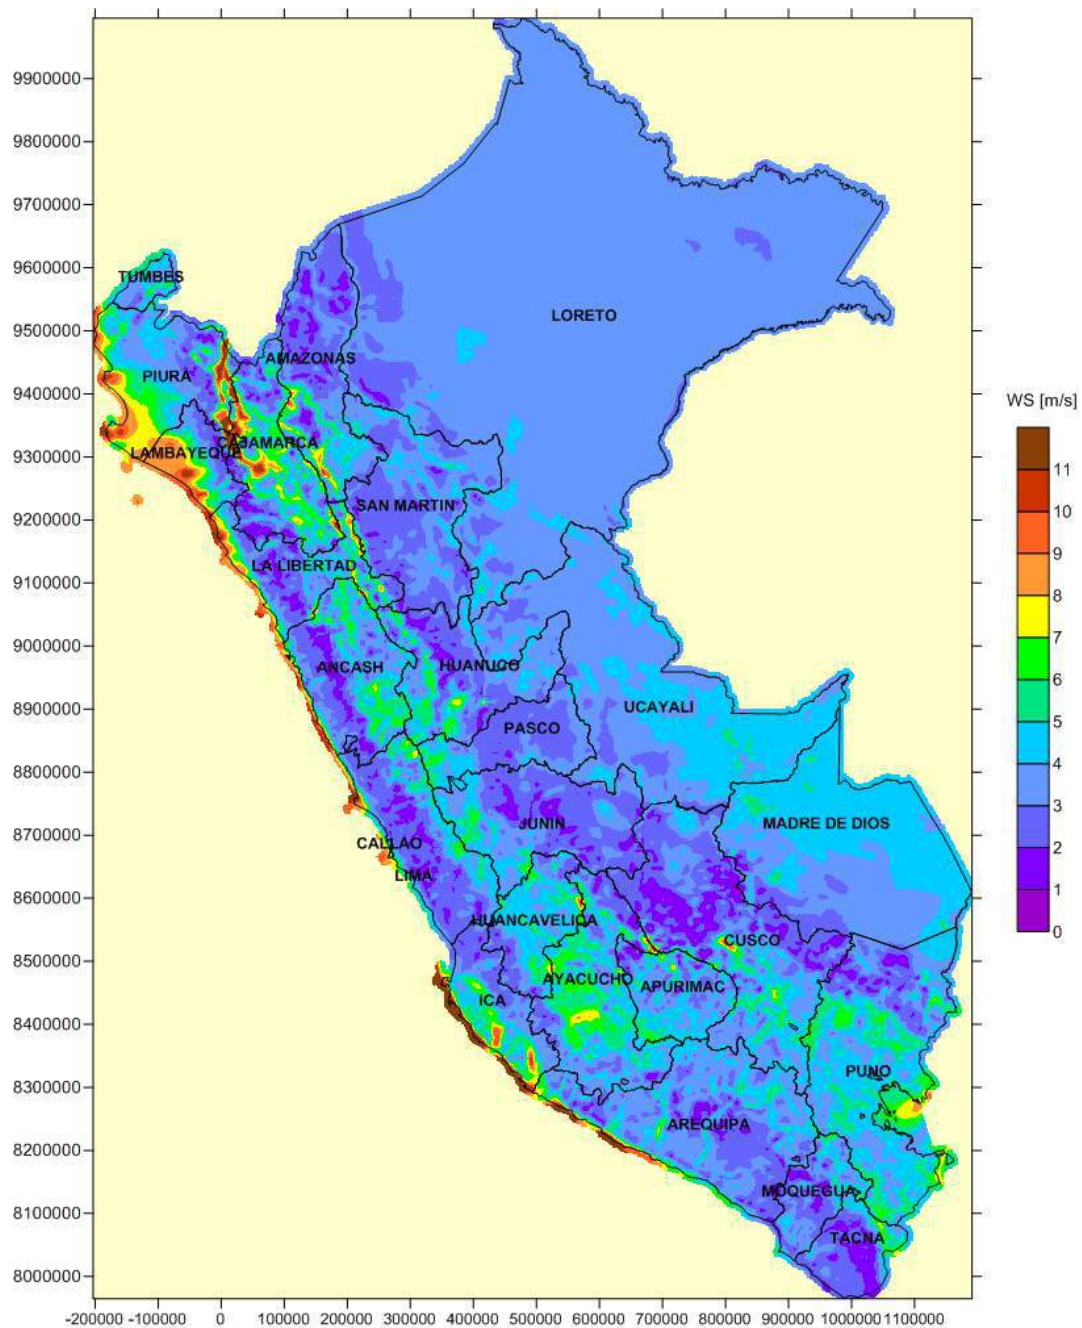 9900000
9800000
9700000
9600000
9500000
9400000
9300000
9200000
9100000
9000000
8900000
8800000
8700000
8600000
8500000
8400000
8300000
8200000
8100000
8000000
TUMBES
LORETO
AMAZONAS
PIURA
CAJAMARCA
LAMBAYEQUE
SAN MARTIN
LA LIBERTAD
ANCASH
HUANUCO
UCAYALI
PASCO
JUNIN
MADRE DE DIOS
CALLAO
LIMA
HUANCAVELICA
CUSCO
AYACUCHO
APURIMAC
ICA
PUNO
AREQUIPA
MOQUEGUA
TACNA
WS [m/s]
11
10
9
8
7
6
5
4
3
2
1
0
-200000 -100000 0 100000 200000 300000 400000 500000 600000 700000 800000 900000 1000000 1100000